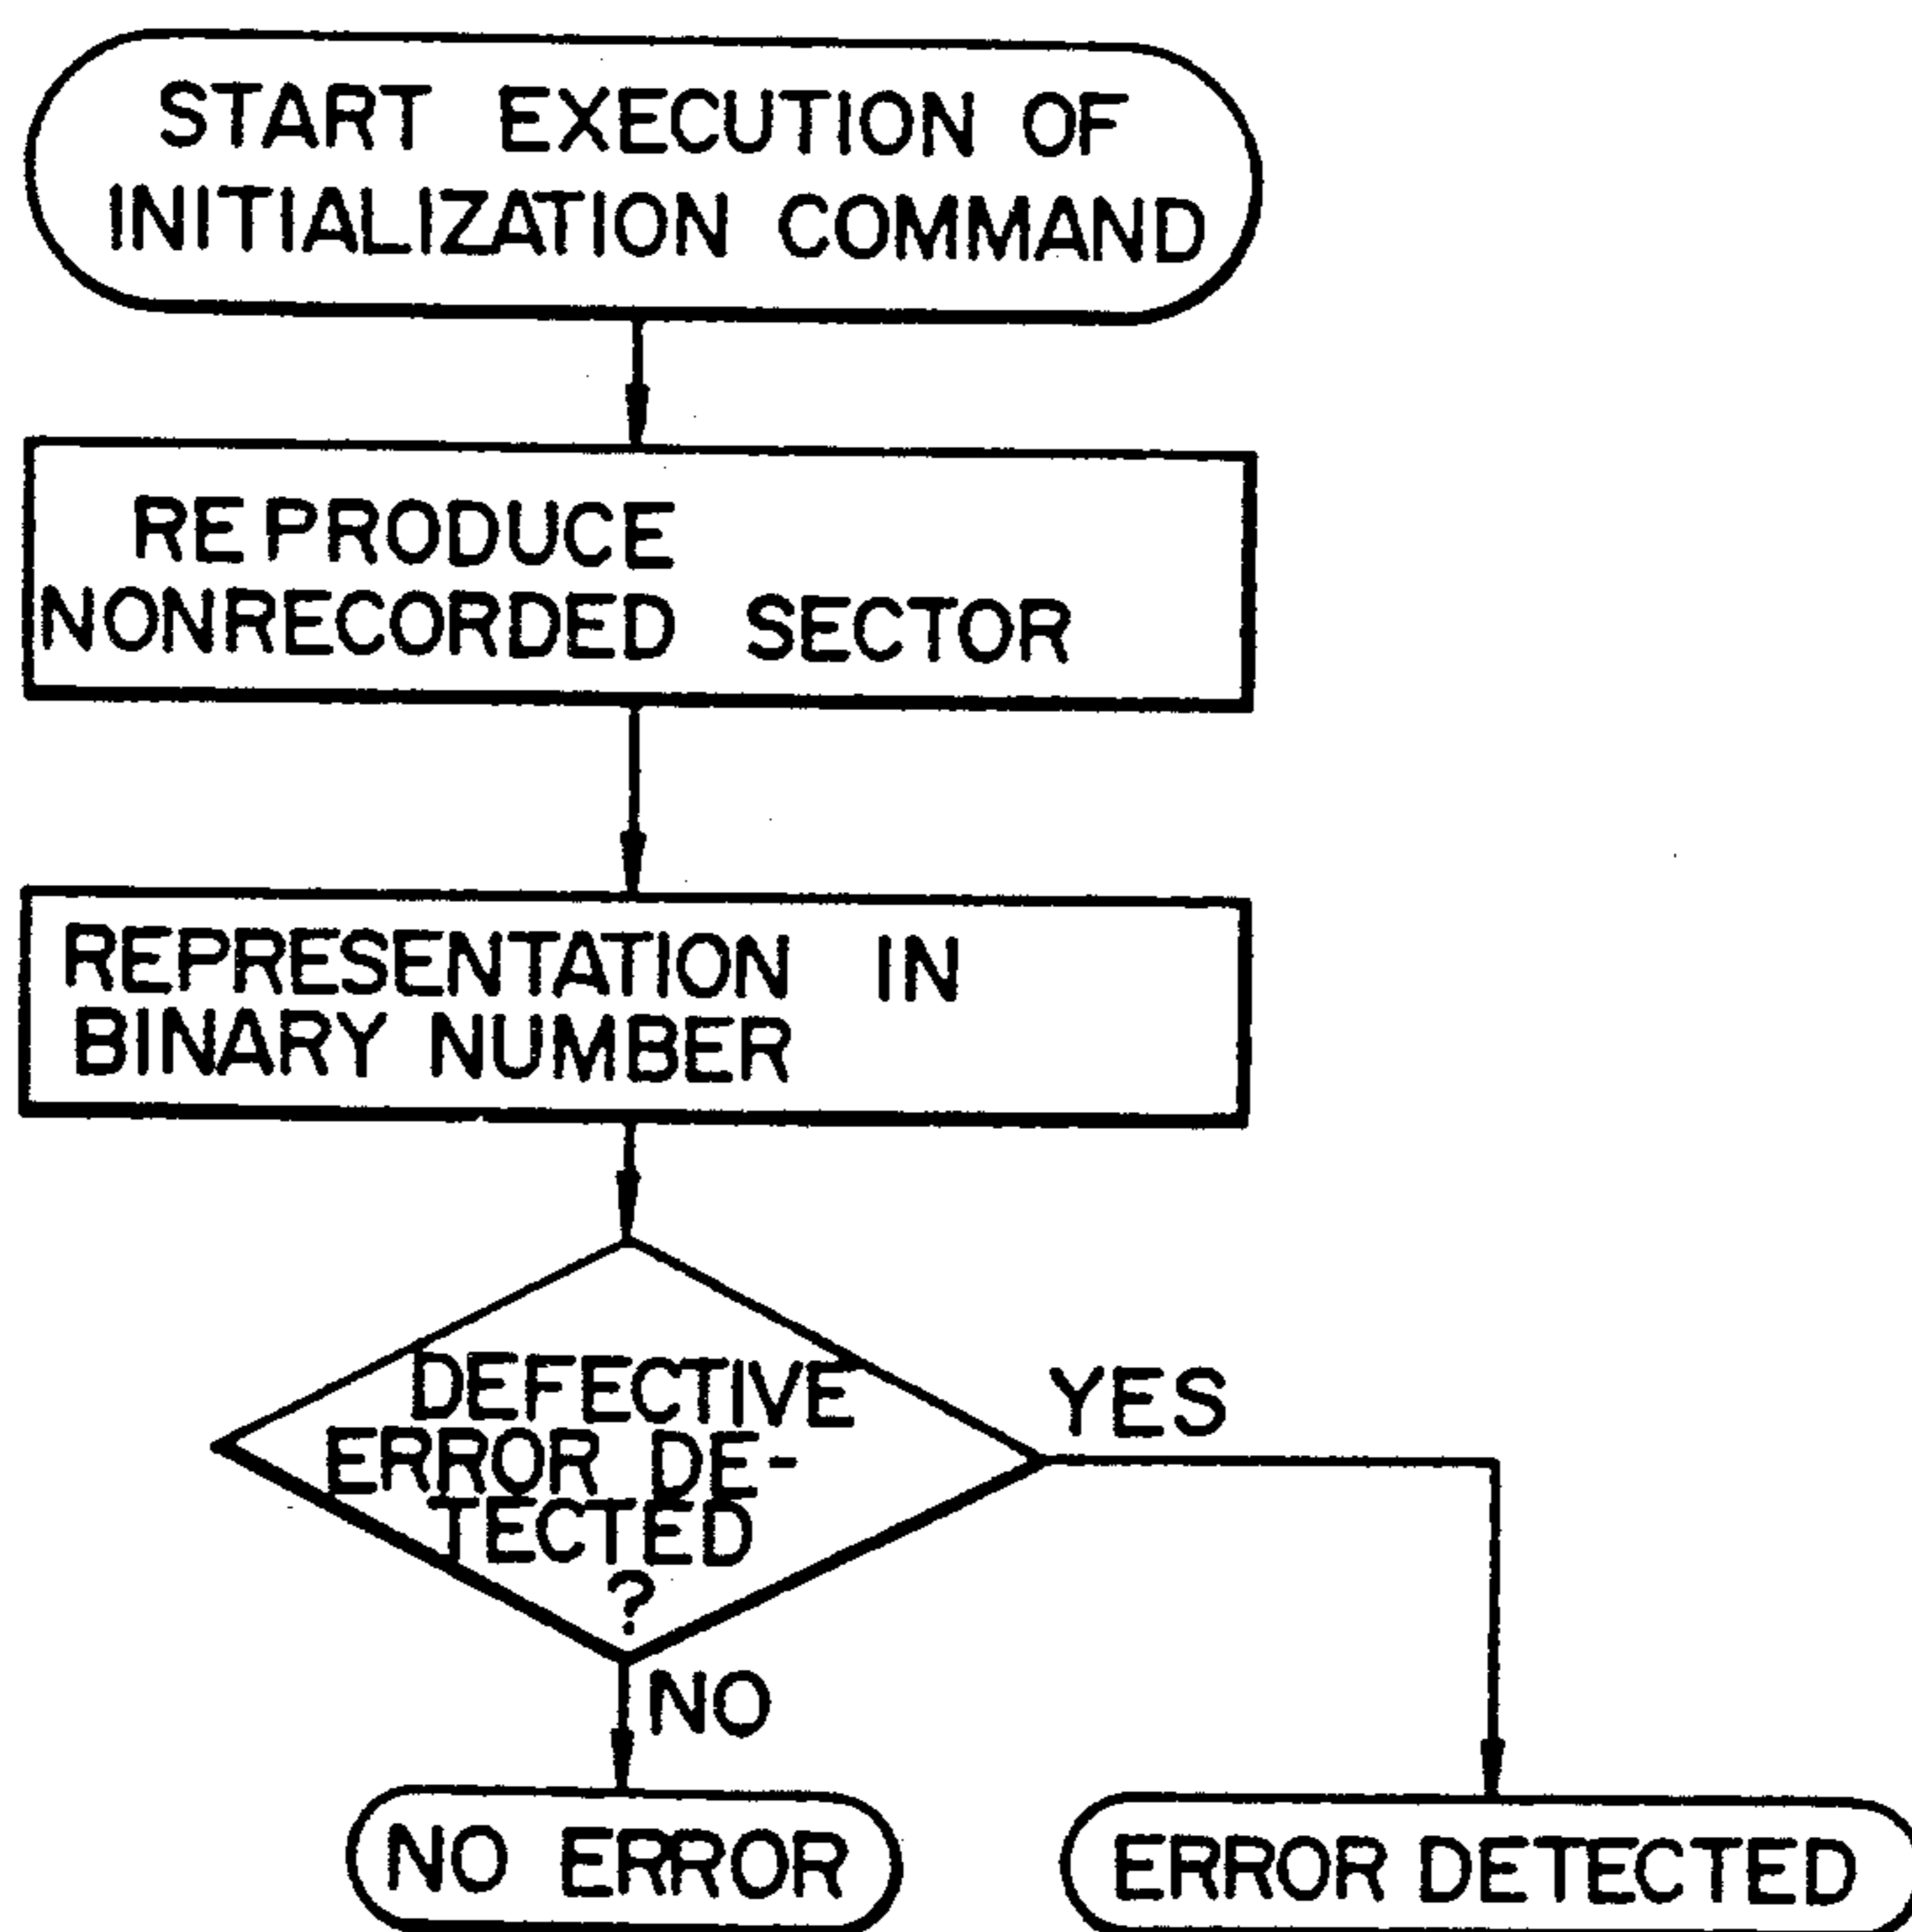 START EXECUTION OF
INITIALIZATION COMMAND
REPRODUCE
NONRECORDED SECTOR
REPRESENTATION IN
BINARY NUMBER
DEFECTIVE
ERROR DE-
TECTED
?
YES
NO
NO ERROR
ERROR DETECTED